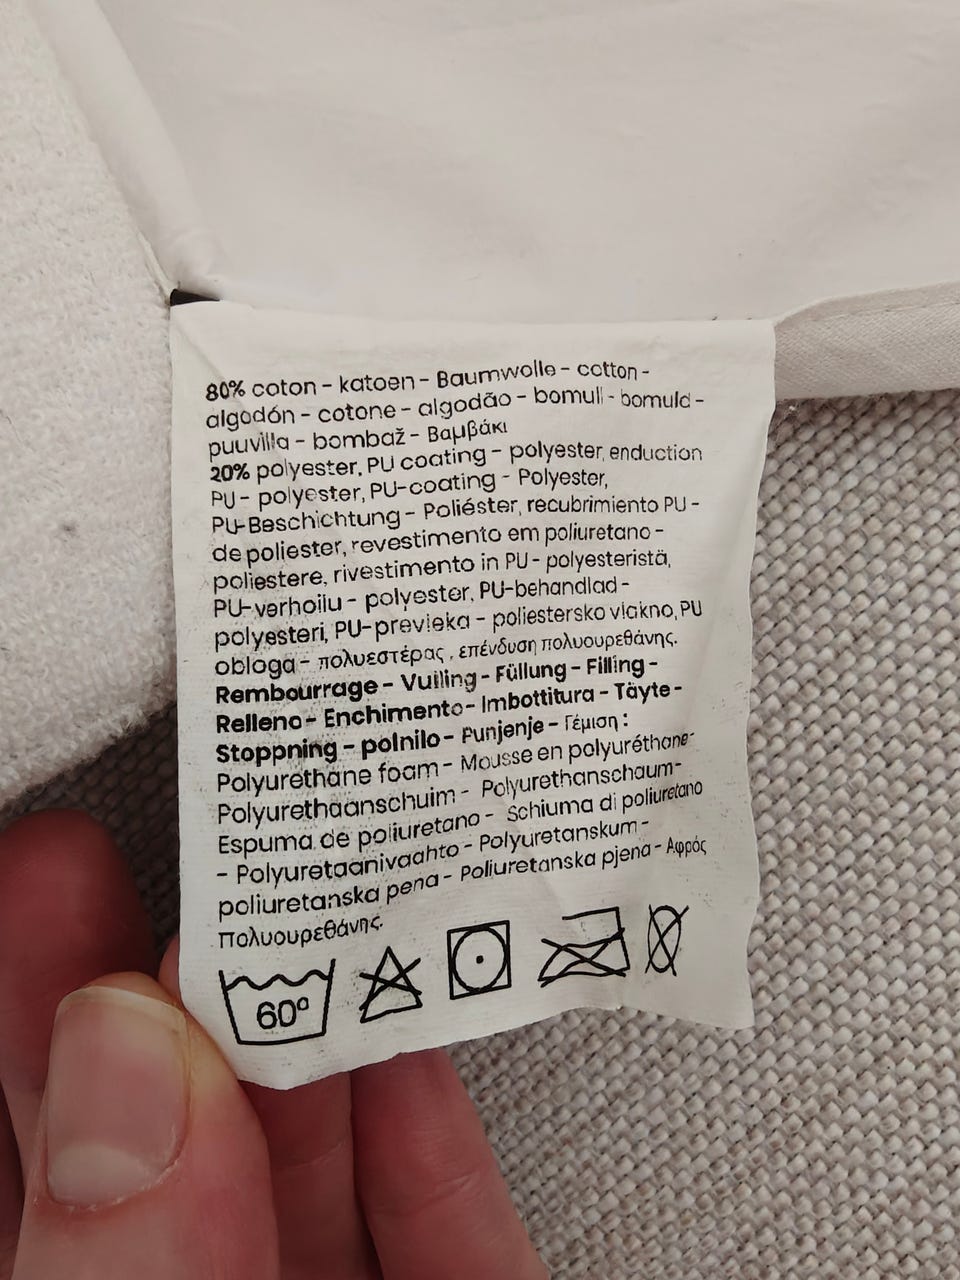 80% coton - katoen - Baumwolle - cotton -
algodón - cotone - algodão - bomull - bomuld -
puuvilla - bombaž - Βαμβάκι
20% polyester, PU coating - polyester, enduction
PU - polyester, PU-coating - Polyester,
PU-Beschichtung - Poliéster, recubrimiento PU -
de poliester, revestimento em poliuretano -
poliestere, rivestimento in PU - polyesteristä,
PU-verhoilu - polyester, PU-behandlad -
polyesteri, PU-prevleka - poliestersko vlakno, PU
obloga - πολυεστέρας, επένδυση πολυουρεθάνης.
Rembourrage - Vulling - Füllung - Filling -
Relleno - Enchimento - Imbottitura - Täyte -
Stoppning - polnilo - Punjenje - Γέμιση :
Polyurethane foam - Mousse en polyuréthane-
Polyurethaanschuim - Polyurethanschaum-
Espuma de poliuretano - Schiuma di poliuretano
- Polyuretaanivaahto - Polyuretanskum -
poliuretanska pena - Poliuretanska pjena - Αφρός
Πολυουρεθάνης.
60°